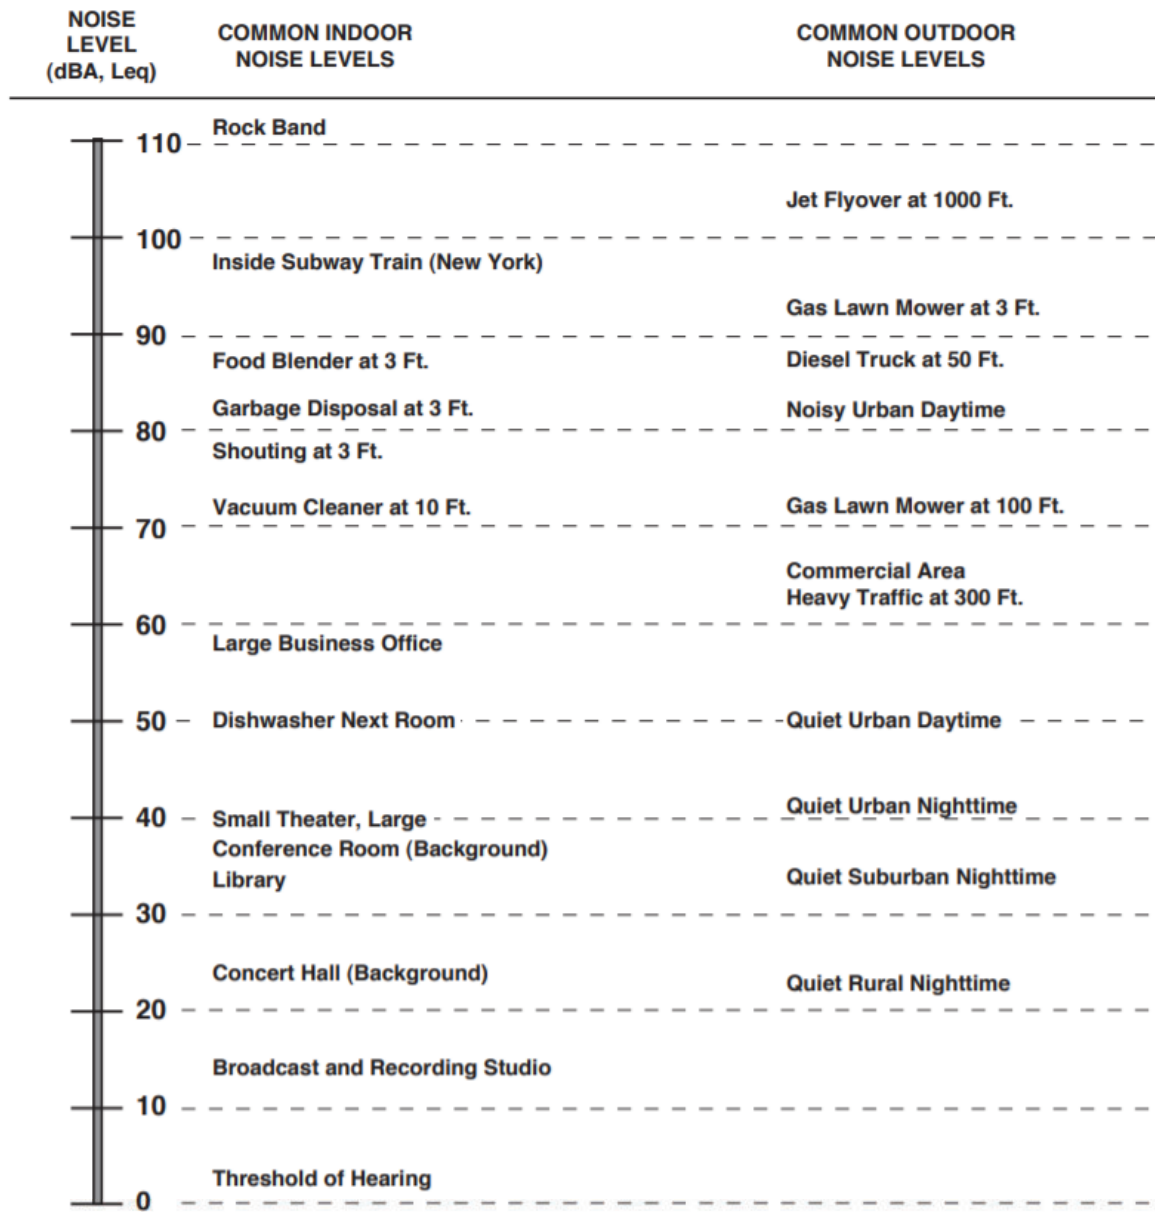 NOISE
LEVEL
(dBA, Leq)
COMMON INDOOR
NOISE LEVELS
COMMON OUTDOOR
NOISE LEVELS
Rock Band
110
Jet Flyover at 1000 Ft.
100
Inside Subway Train (New York)
Gas Lawn Mower at 3 Ft.
90
Food Blender at 3 Ft.
Diesel Truck at 50 Ft.
Garbage Disposal at 3 Ft.
Noisy Urban Daytime
80
Shouting at 3 Ft.
Vacuum Cleaner at 10 Ft.
Gas Lawn Mower at 100 Ft.
70
Commercial Area
Heavy Traffic at 300 Ft.
60
Large Business Office
50
Dishwasher Next Room
Quiet Urban Daytime
Quiet Urban Nighttime
40
Small Theater, Large
Conference Room (Background)
Library
Quiet Suburban Nighttime
30
Concert Hall (Background)
Quiet Rural Nighttime
20
Broadcast and Recording Studio
10
Threshold of Hearing
0